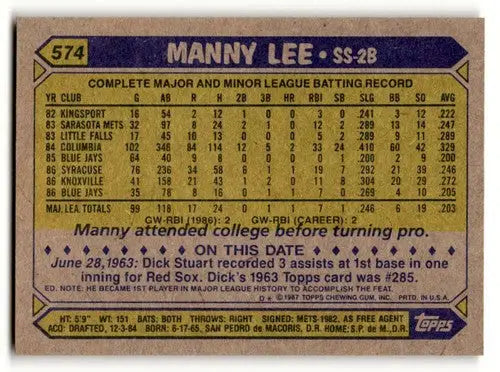 574
MANNY LEE • SS-2B
COMPLETE MAJOR AND MINOR LEAGUE BATTING RECORD
YR CLUB G AB R H 2B 3B HR RBI SB SLG BB SO AVG
82 KINGSPORT 16 54 2 12 1 0 0 3 0 .241 3 12 .222
83 SARASOTA METS 32 97 8 24 2 1 0 12 2 .289 13 14 .247
83 LITTLE FALLS 17 45 10 13 0 0 0 .289 9 11 .289
84 COLUMBIA 102 346 84 114 12 5 2 33 24 .410 60 42 .329
85 BLUE JAYS 64 40 9 8 0 0 0 0 1 .200 2 9 .200
86 SYRACUSE 76 236 34 58 6 1 1 19 .246
86 KNOXVILLE 41 158 21 43 1 2 0 11 8 .304 20 29 .272
86 BLUE JAYS 35 78 8 16 0 1 1 7 0 .269 4 10 .205
MAJ. LEA. TOTALS 99 118 17 24 0 1 1 7 1 .246 6 19 .203
GW-RBI (1986): 2 GW-RBI (CAREER): 2
Manny attended college before turning pro.
ON THIS DATE
June 28, 1963: Dick Stuart recorded 3 assists at 1st base in one
inning for Red Sox. Dick's 1963 Topps card was #285.
ED. NOTE: HE BECAME 1ST PLAYER IN MAJOR LEAGUE HISTORY TO ACCOMPLISH THE FEAT.
D* © 1987 TOPPS CHEWING GUM, INC. PRTD. IN U.S.A.
HT: 5'9" WT: 151 BATS: BOTH THROWS: RIGHT SIGNED: METS-1982, AS FREE AGENT
ACQ: DRAFTED, 12-3-84 BORN: 6-17-65, SAN PEDRO de MACORIS, D.R. HOME: S.P. de M., D.R.
Topps